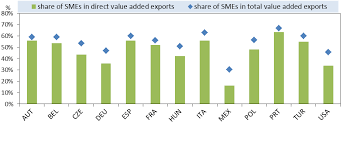 share of SMEs in direct value added exports
share of SMEs in total value added exports
%
80%
70%
60%
50%
40%
30%
20%
10%
0%
AUT
BEL
CZE
DEU
ESP
FRA
HUN
ITA
MEX
POL
PRT
TUR
USA